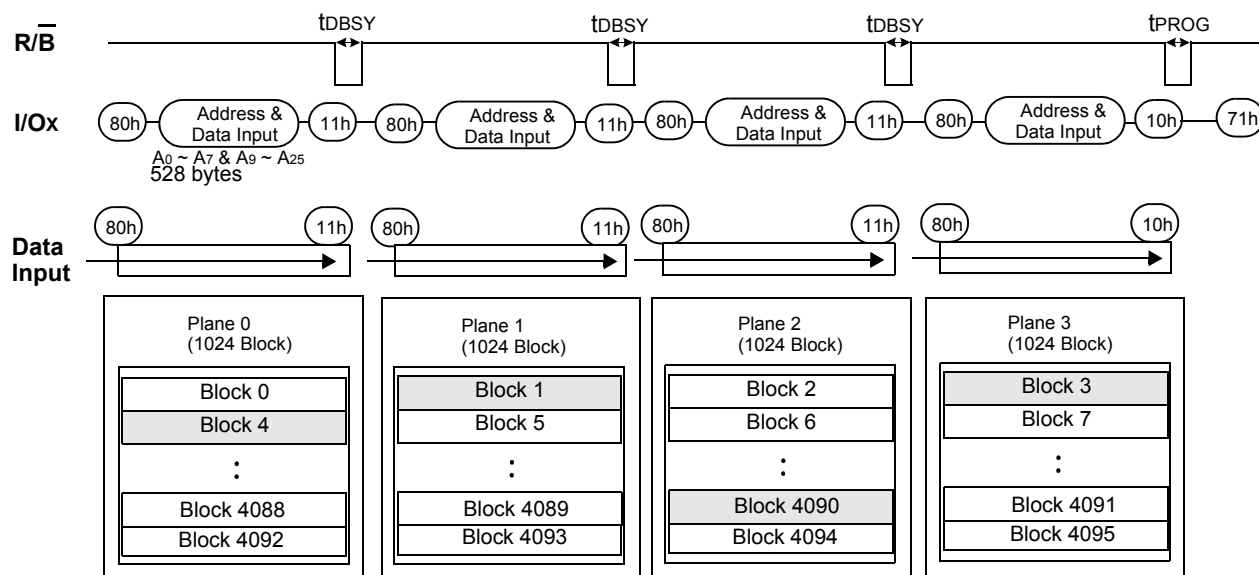 tDBSY tDBSY tDBSY tPROG
R/B
I/Ox 80h Address & Data Input 11h 80h Address & Data Input 11h 80h Address & Data Input 11h 80h Address & Data Input 10h 71h
A0 ~ A7 & A9 ~ A25
528 bytes
80h 11h 80h 11h 80h 11h 80h 10h
Data
Input
Plane 0
(1024 Block)
Block 0
Block 4
:
Block 4088
Block 4092
Plane 1
(1024 Block)
Block 1
Block 5
:
Block 4089
Block 4093
Plane 2
(1024 Block)
Block 2
Block 6
:
Block 4090
Block 4094
Plane 3
(1024 Block)
Block 3
Block 7
:
Block 4091
Block 4095